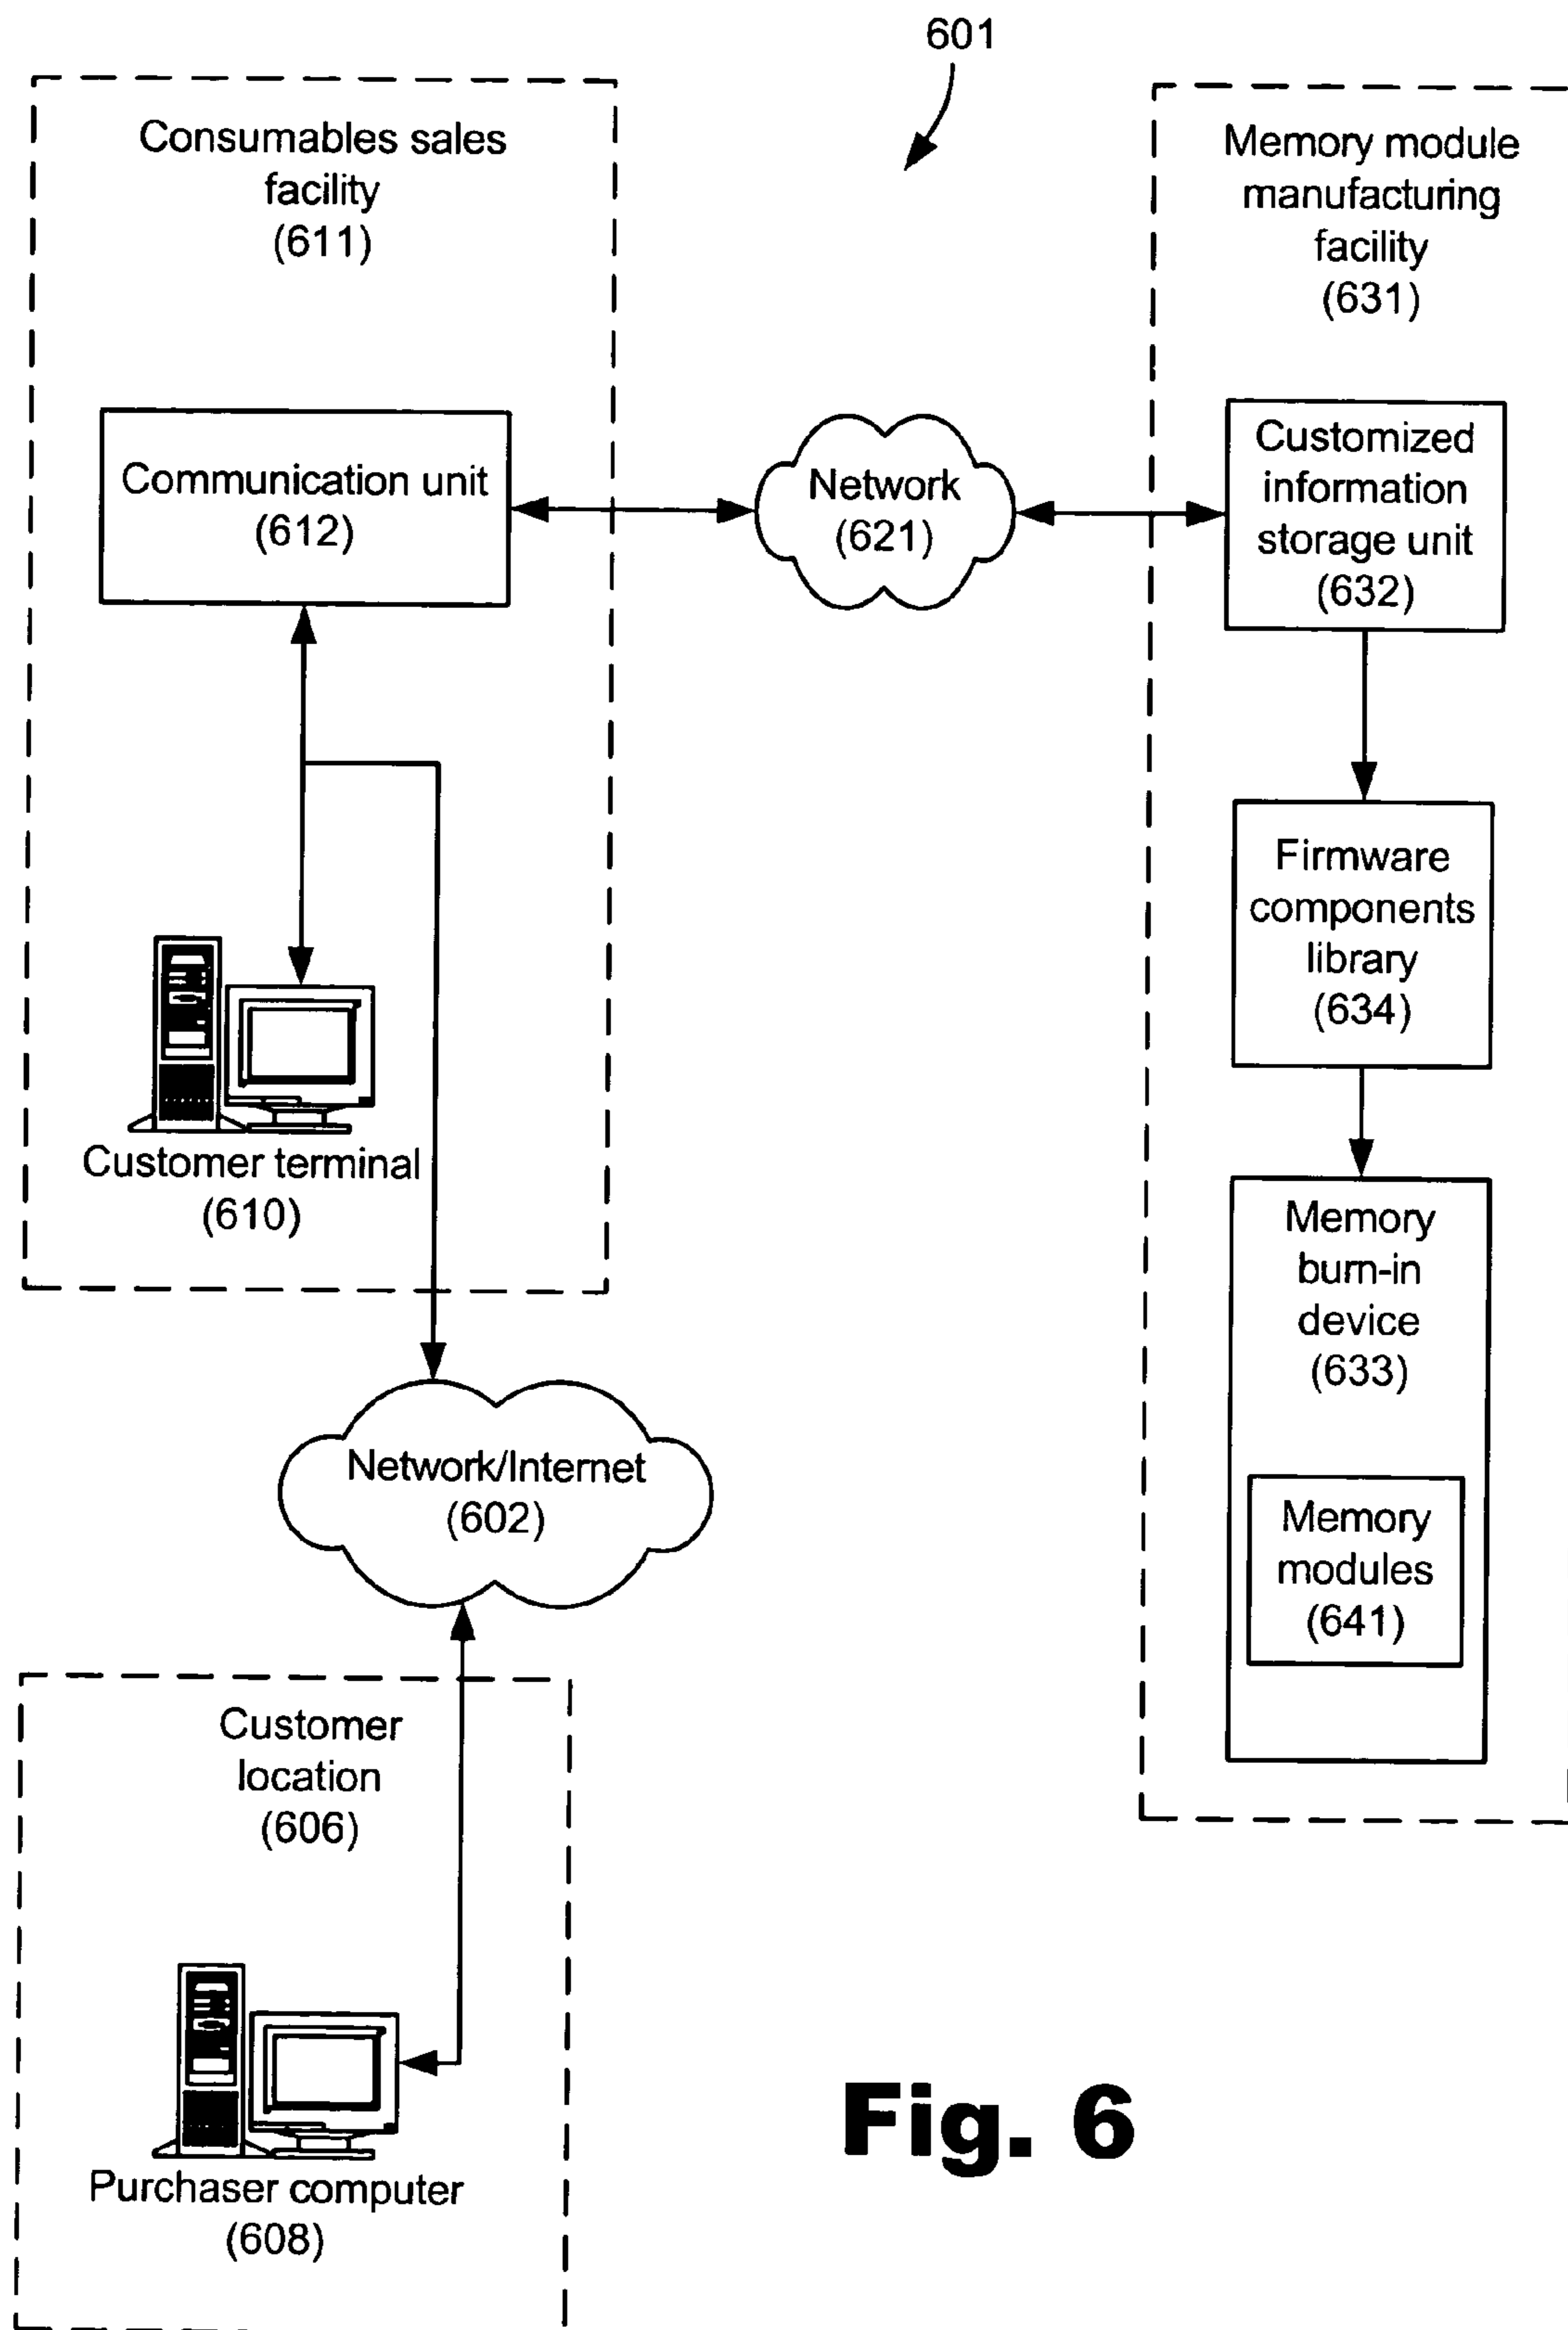 601
Consumables sales
facility
(611)
Memory module
manufacturing
facility
(631)
Communication unit
(612)
Network
(621)
Customized
information
storage unit
(632)
Firmware
components
library
(634)
Customer terminal
(610)
Memory
burn-in
device
(633)
Network/Internet
(602)
Memory
modules
(641)
Customer
location
(606)
Purchaser computer
(608)
Fig. 6